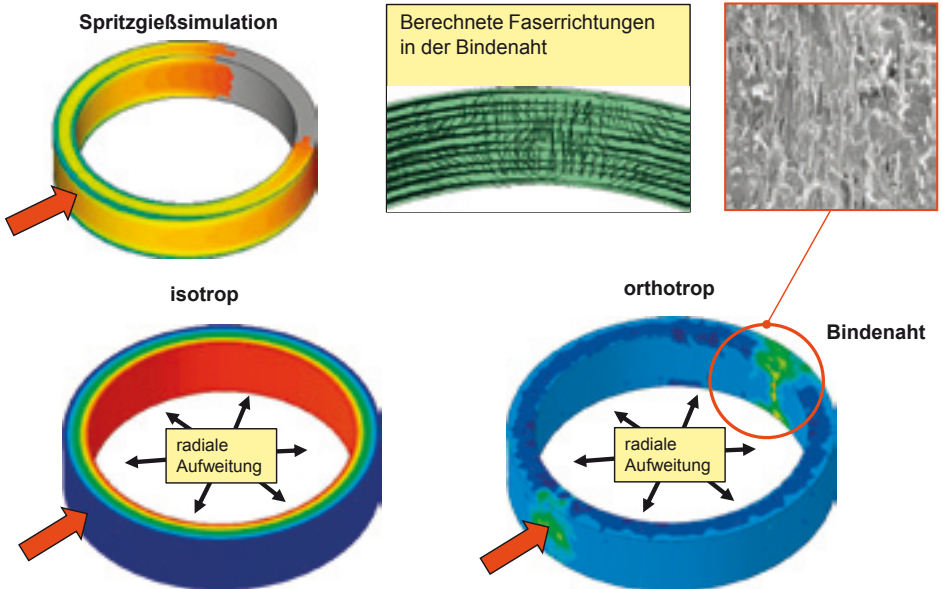 Spritzgießsimulation
Berechnete Faserrichtungen
in der Bindenaht
isotrop
orthotrop
Bindenaht
radiale
Aufweitung
radiale
Aufweitung